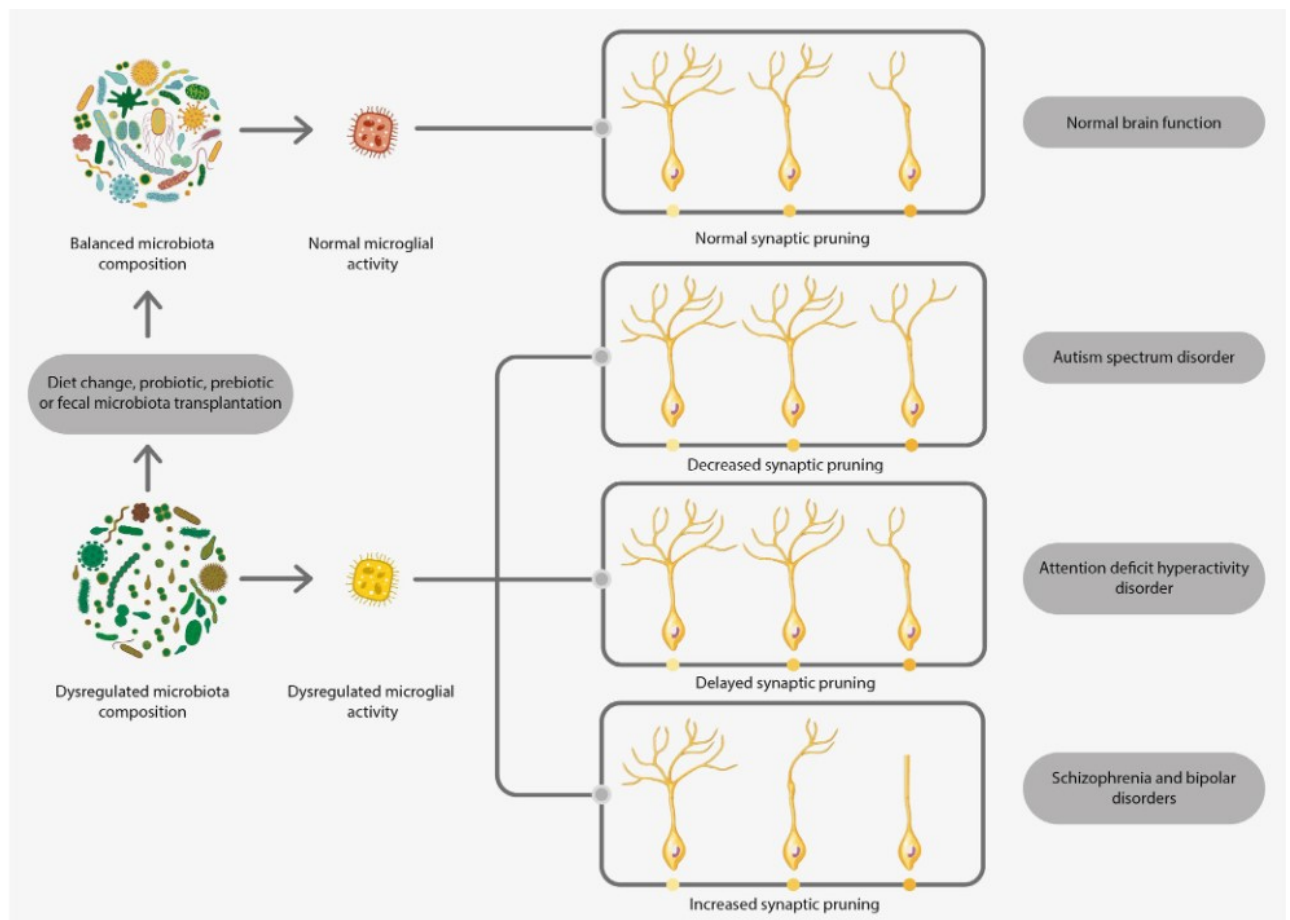 Balanced microbiota
composition
Normal microglial
activity
Normal synaptic pruning
Normal brain function
Diet change, probiotic, prebiotic
or fecal microbiota transplantation
Decreased synaptic pruning
Autism spectrum disorder
Dysregulated microbiota
composition
Dysregulated microglial
activity
Delayed synaptic pruning
Attention deficit hyperactivity
disorder
Increased synaptic pruning
Schizophrenia and bipolar
disorders